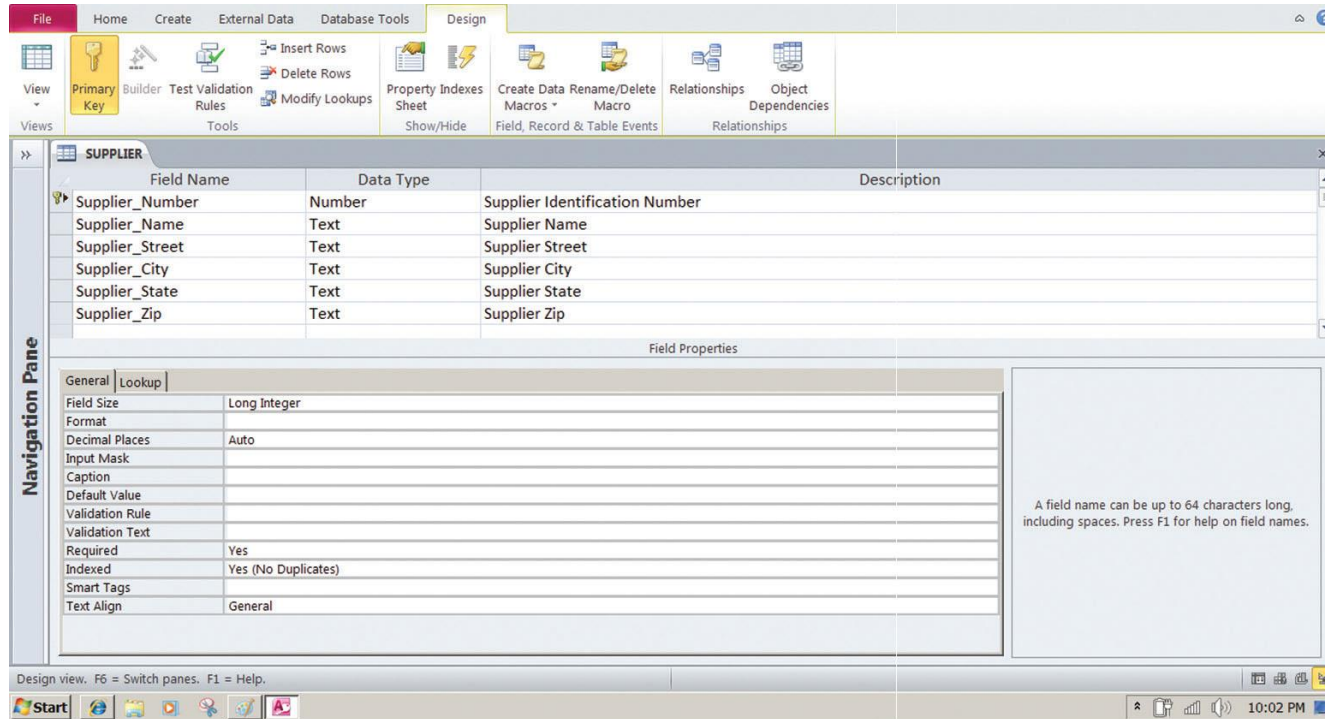 File Home Create External Data Database Tools Design
Insert Rows
Delete Rows
Modify Lookups
View
Primary Key
Builder
Test Validation Rules
Property Sheet
Indexes
Create Data Macros
Rename/Delete Macro
Relationships
Object Dependencies
Views Tools Show/Hide Field, Record & Table Events Relationships
SUPPLIER
Field Name Data Type Description
Supplier_Number Number Supplier Identification Number
Supplier_Name Text Supplier Name
Supplier_Street Text Supplier Street
Supplier_City Text Supplier City
Supplier_State Text Supplier State
Supplier_Zip Text Supplier Zip
Navigation Pane
Field Properties
General Lookup
Field Size Long Integer
Format
Decimal Places Auto
Input Mask
Caption
Default Value
Validation Rule
Validation Text
Required Yes
Indexed Yes (No Duplicates)
Smart Tags
Text Align General
A field name can be up to 64 characters long,
including spaces. Press F1 for help on field names.
Design view. F6 = Switch panes. F1 = Help.
Start 10:02 PM